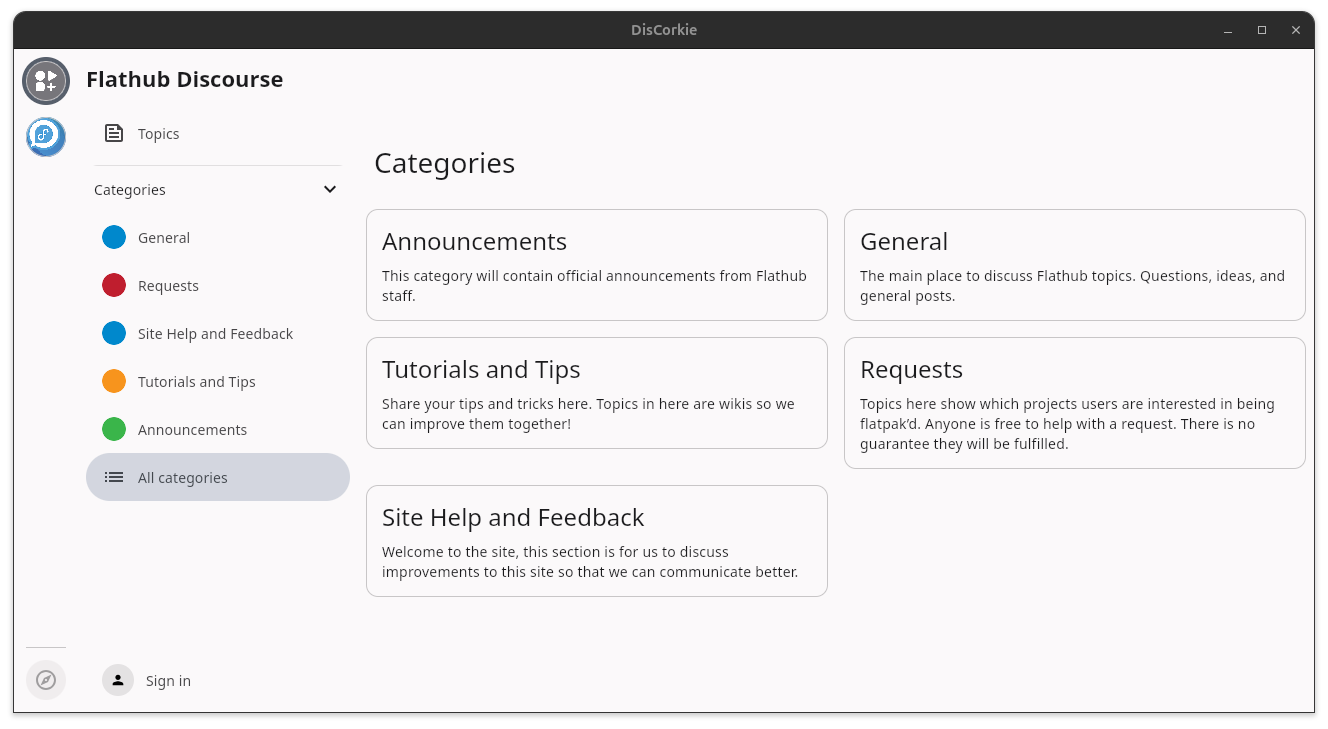 DisCorkie
Flathub Discourse
Topics
Categories
General
Requests
Site Help and Feedback
Tutorials and Tips
Announcements
All categories
Sign in
Categories
Announcements
This category will contain official announcements from Flathub
staff.
General
The main place to discuss Flathub topics. Questions, ideas, and
general posts.
Tutorials and Tips
Share your tips and tricks here. Topics in here are wikis so we
can improve them together!
Requests
Topics here show which projects users are interested in being
flatpak’d. Anyone is free to help with a request. There is no
guarantee they will be fulfilled.
Site Help and Feedback
Welcome to the site, this section is for us to discuss
improvements to this site so that we can communicate better.